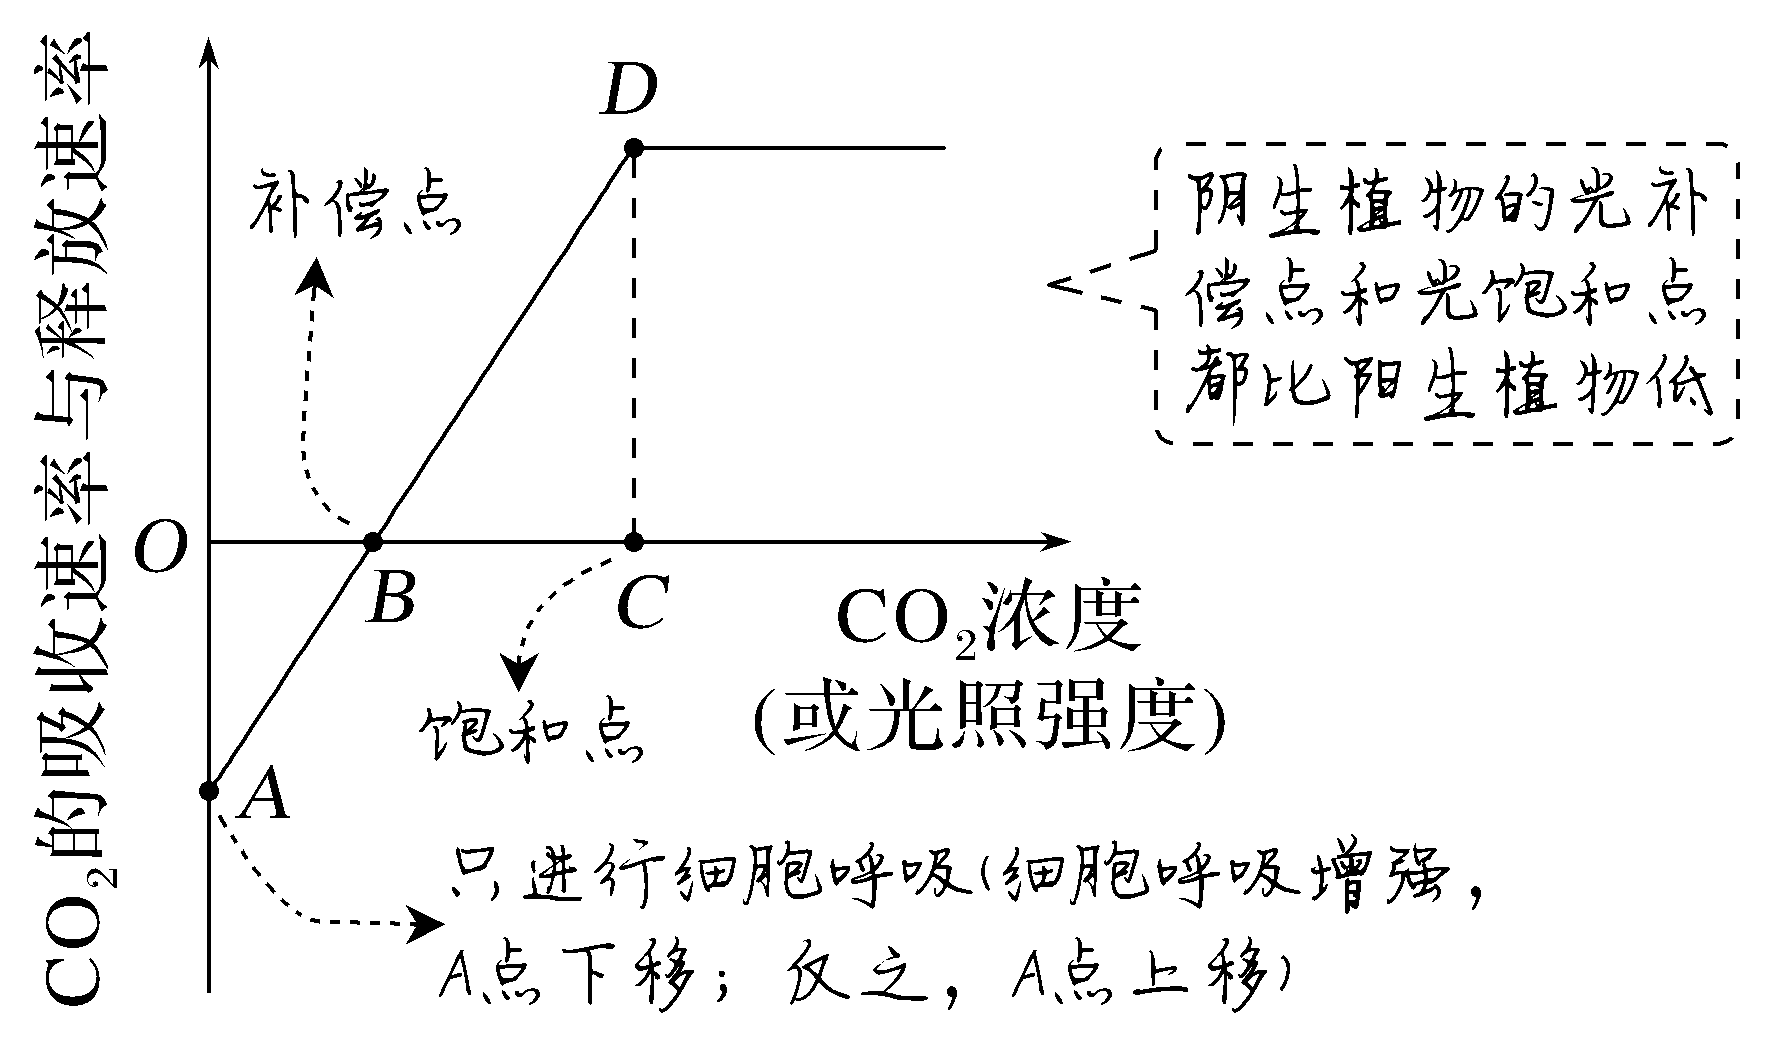 CO₂的吸收速率与释放速率
D
补偿点
阴生植物的光补
偿点和光饱和点
都比阳生植物低
O
B
C
CO₂浓度
(或光照强度)
饱和点
A
只进行细胞呼吸(细胞呼吸增强，
A点下移；反之，A点上移)